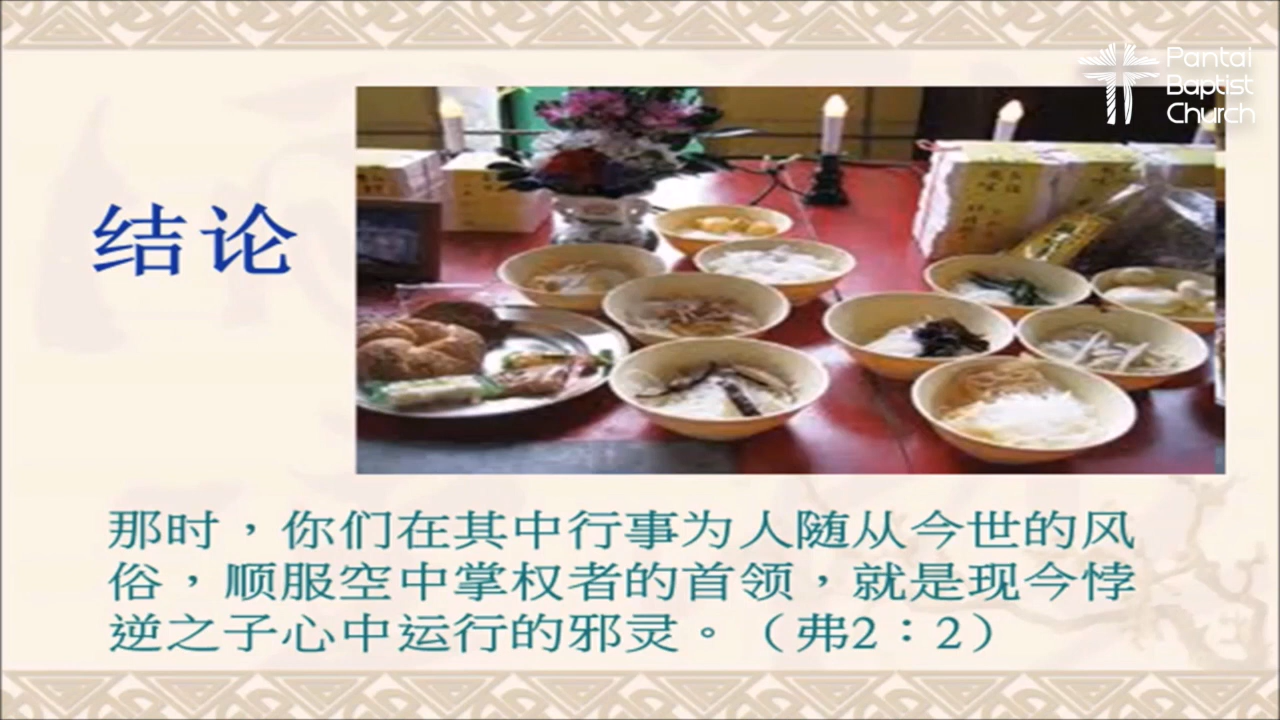 Pantai
Baptist
Church
结论
那时，你们在其中行事为人随从今世的风
俗，顺服空中掌权者的首领，就是现今悖
逆之子心中运行的邪灵。（弗2：2）